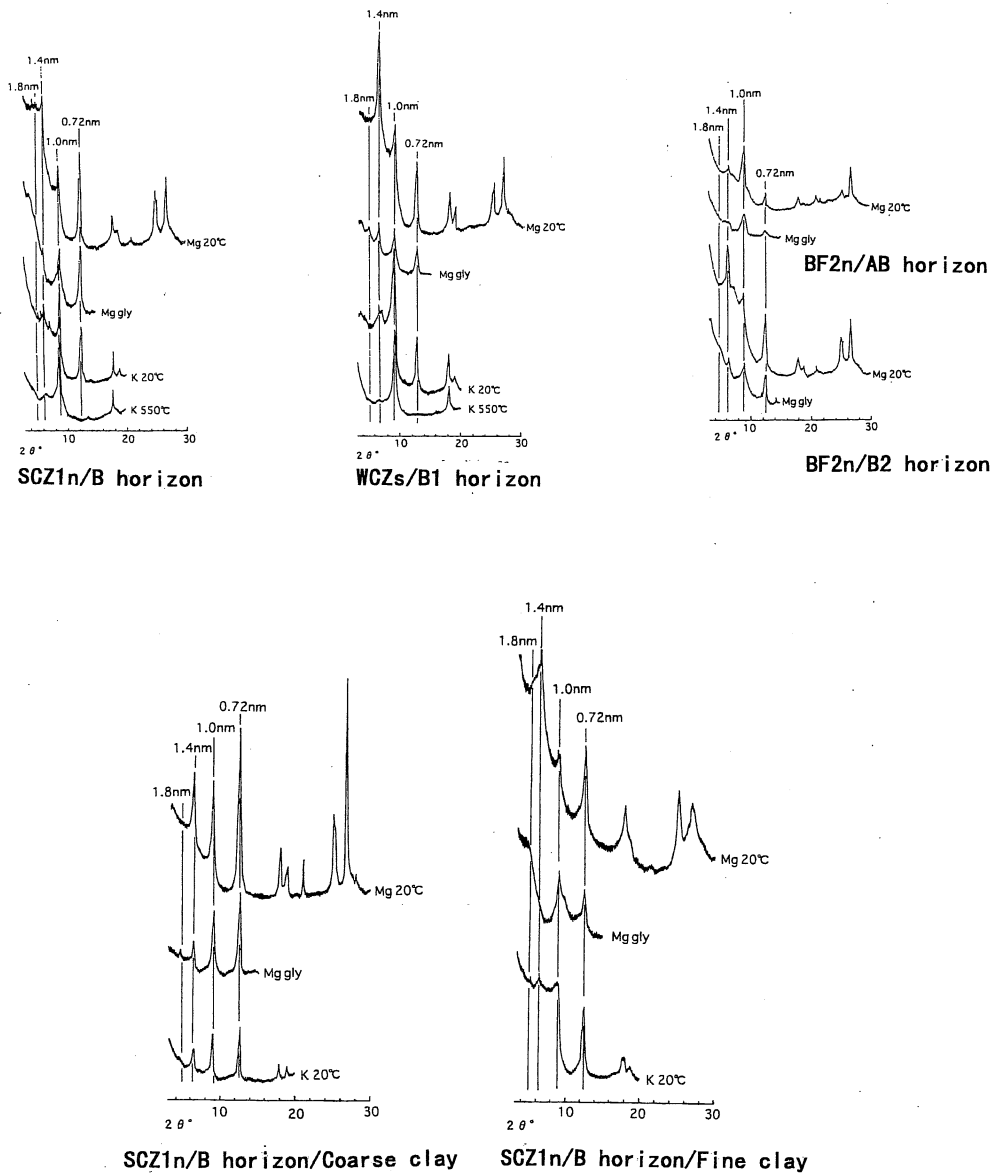 1.4nm
1.8nm
0.72nm
1.0nm
Mg 20℃
Mg gly
K 20℃
K 550℃
10 20 30
2 θ°
SCZ1n/B horizon
1.4nm
1.8nm
1.0nm
0.72nm
Mg 20℃
Mg gly
K 20℃
K 550℃
10 20 30
2 θ°
WCZs/B1 horizon
1.0nm
1.4nm
1.8nm
0.72nm
Mg 20℃
Mg gly
BF2n/AB horizon
Mg 20℃
Mg gly
10 20 30
2 θ°
BF2n/B2 horizon
0.72nm
1.0nm
1.4nm
1.8nm
Mg 20℃
Mg gly
K 20℃
10 20 30
2 θ°
SCZ1n/B horizon/Coarse clay
1.4nm
1.8nm
1.0nm
0.72nm
Mg 20℃
Mg gly
K 20℃
10 20 30
2 θ°
SCZ1n/B horizon/Fine clay